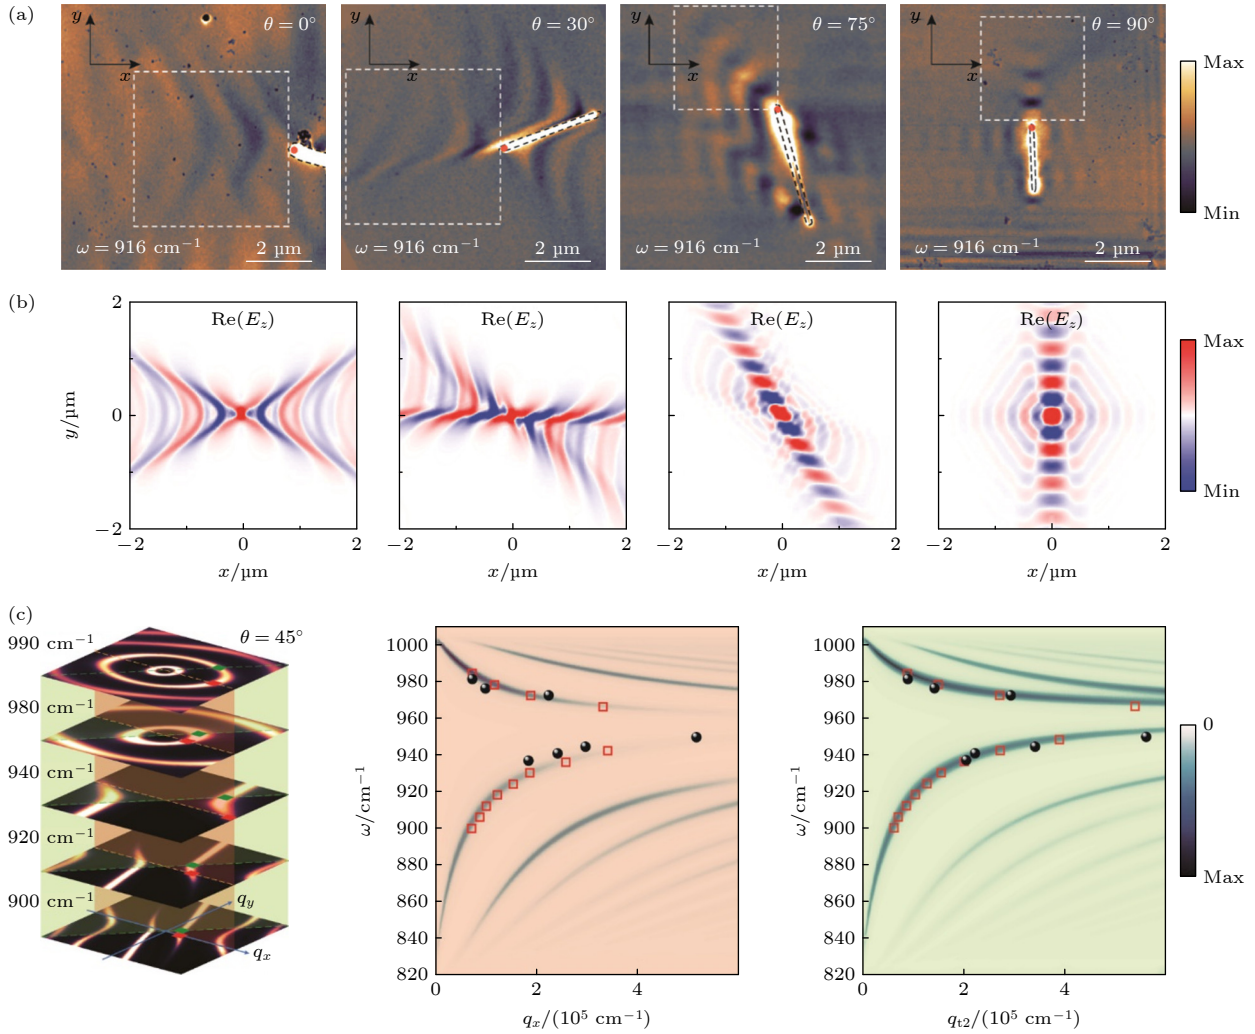 (a)
y
x
θ = 0°
ω = 916 cm⁻¹
2 µm
y
x
θ = 30°
ω = 916 cm⁻¹
2 µm
y
x
θ = 75°
ω = 916 cm⁻¹
2 µm
y
x
θ = 90°
ω = 916 cm⁻¹
2 µm
Max
Min
(b)
y/µm
2
0
−2
Re(E_z)
−2 0 2
x/µm
Re(E_z)
−2 0 2
x/µm
Re(E_z)
−2 0 2
x/µm
Re(E_z)
−2 0 2
x/µm
Max
Min
(c)
θ = 45°
990 cm⁻¹
980 cm⁻¹
940 cm⁻¹
920 cm⁻¹
900 cm⁻¹
q_y
q_x
ω/cm⁻¹
1000
980
960
940
920
900
880
860
840
820
0 2 4
q_x/(10⁵ cm⁻¹)
ω/cm⁻¹
1000
980
960
940
920
900
880
860
840
820
0 2 4
q_t2/(10⁵ cm⁻¹)
0
Max